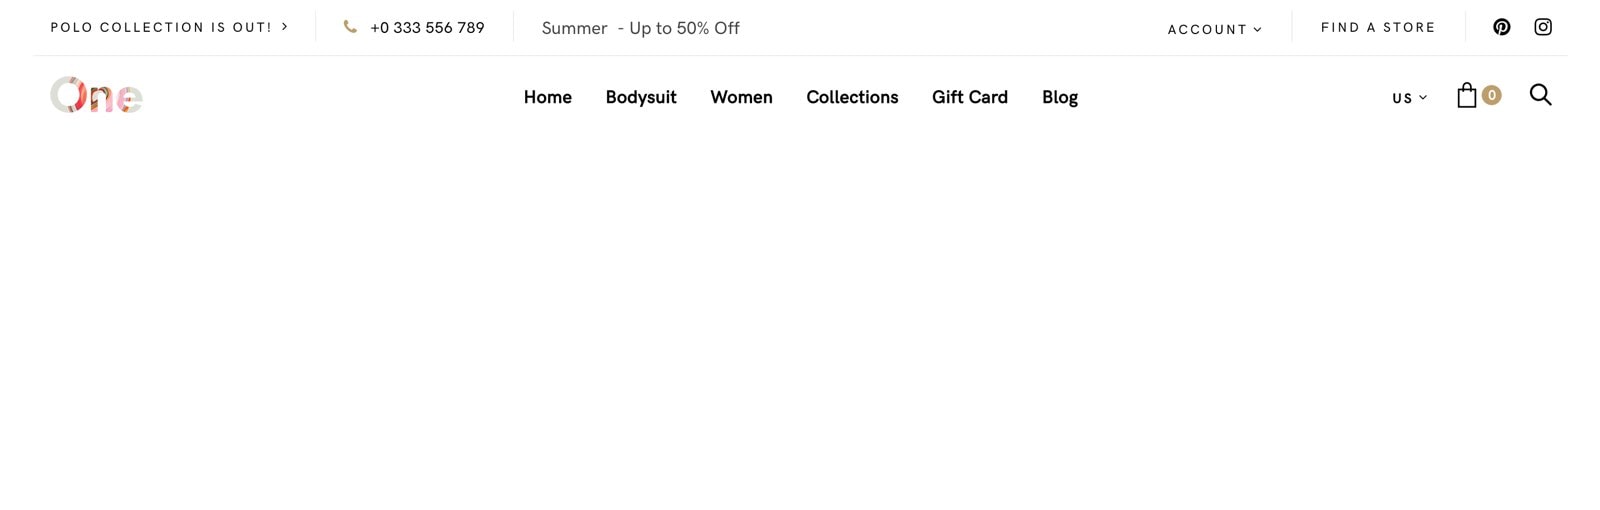 POLO COLLECTION IS OUT!
+0 333 556 789
Summer - Up to 50% Off
ACCOUNT
FIND A STORE
One
Home Bodysuit Women Collections Gift Card Blog
US
0